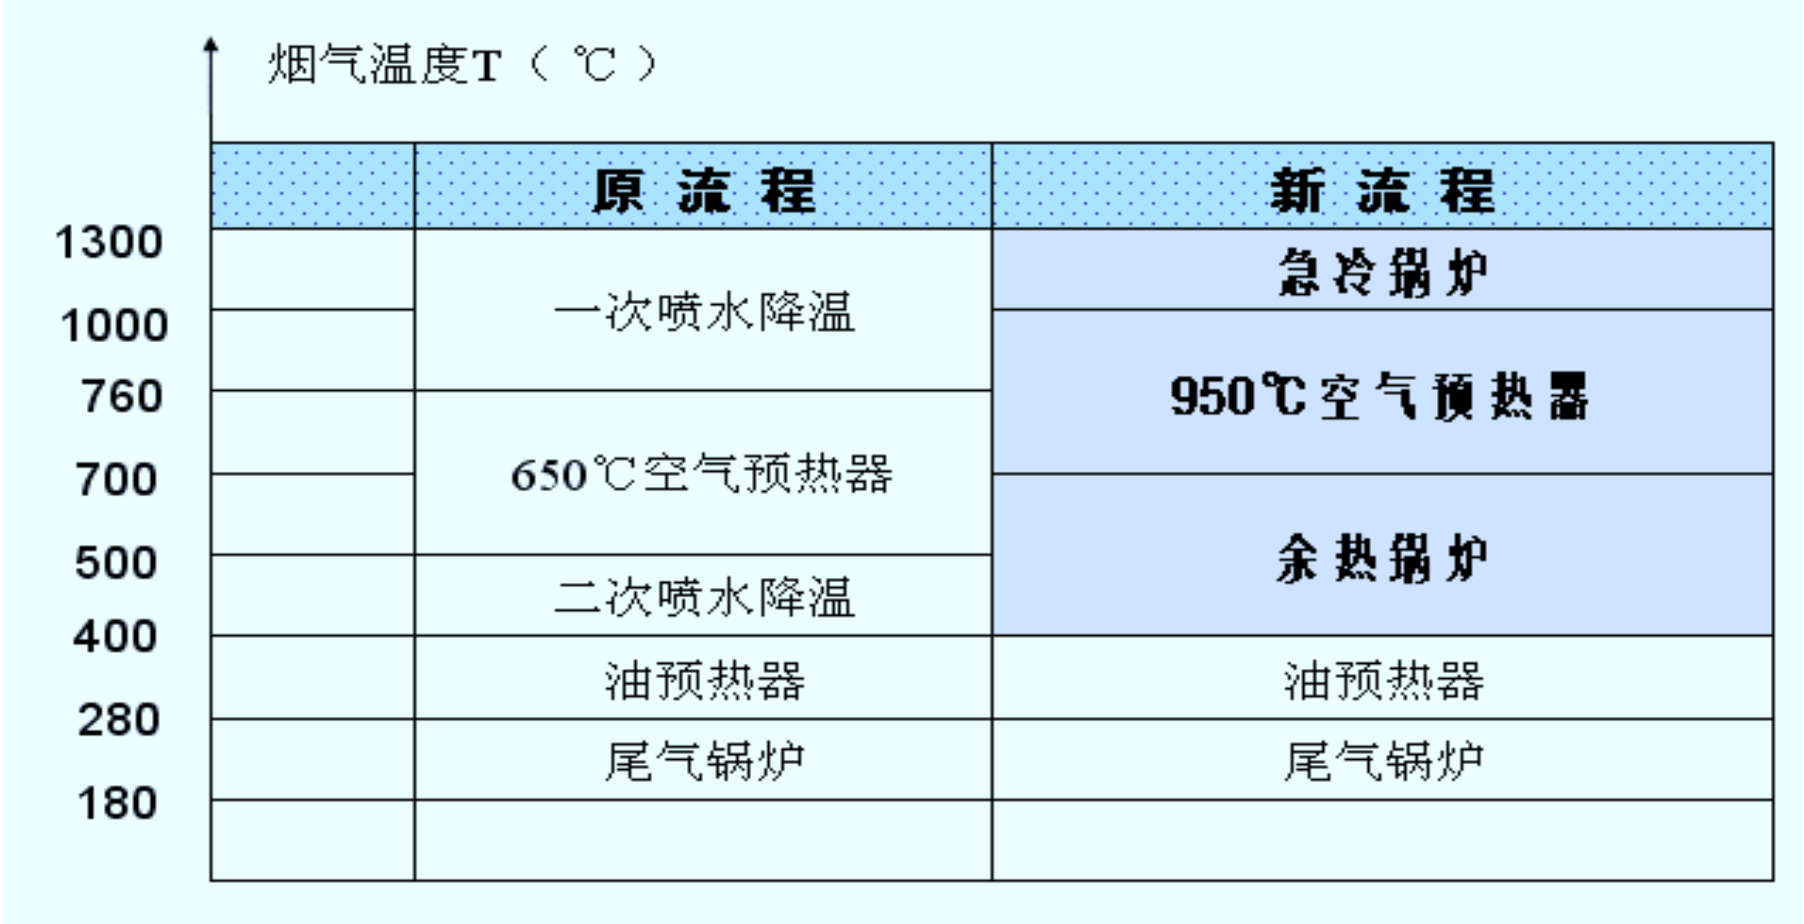 烟气温度T（℃）
原流程 新流程
1300
急冷锅炉
一次喷水降温
1000
760
950℃空气预热器
700
650℃空气预热器
500
余热锅炉
二次喷水降温
400
油预热器 油预热器
280
尾气锅炉 尾气锅炉
180